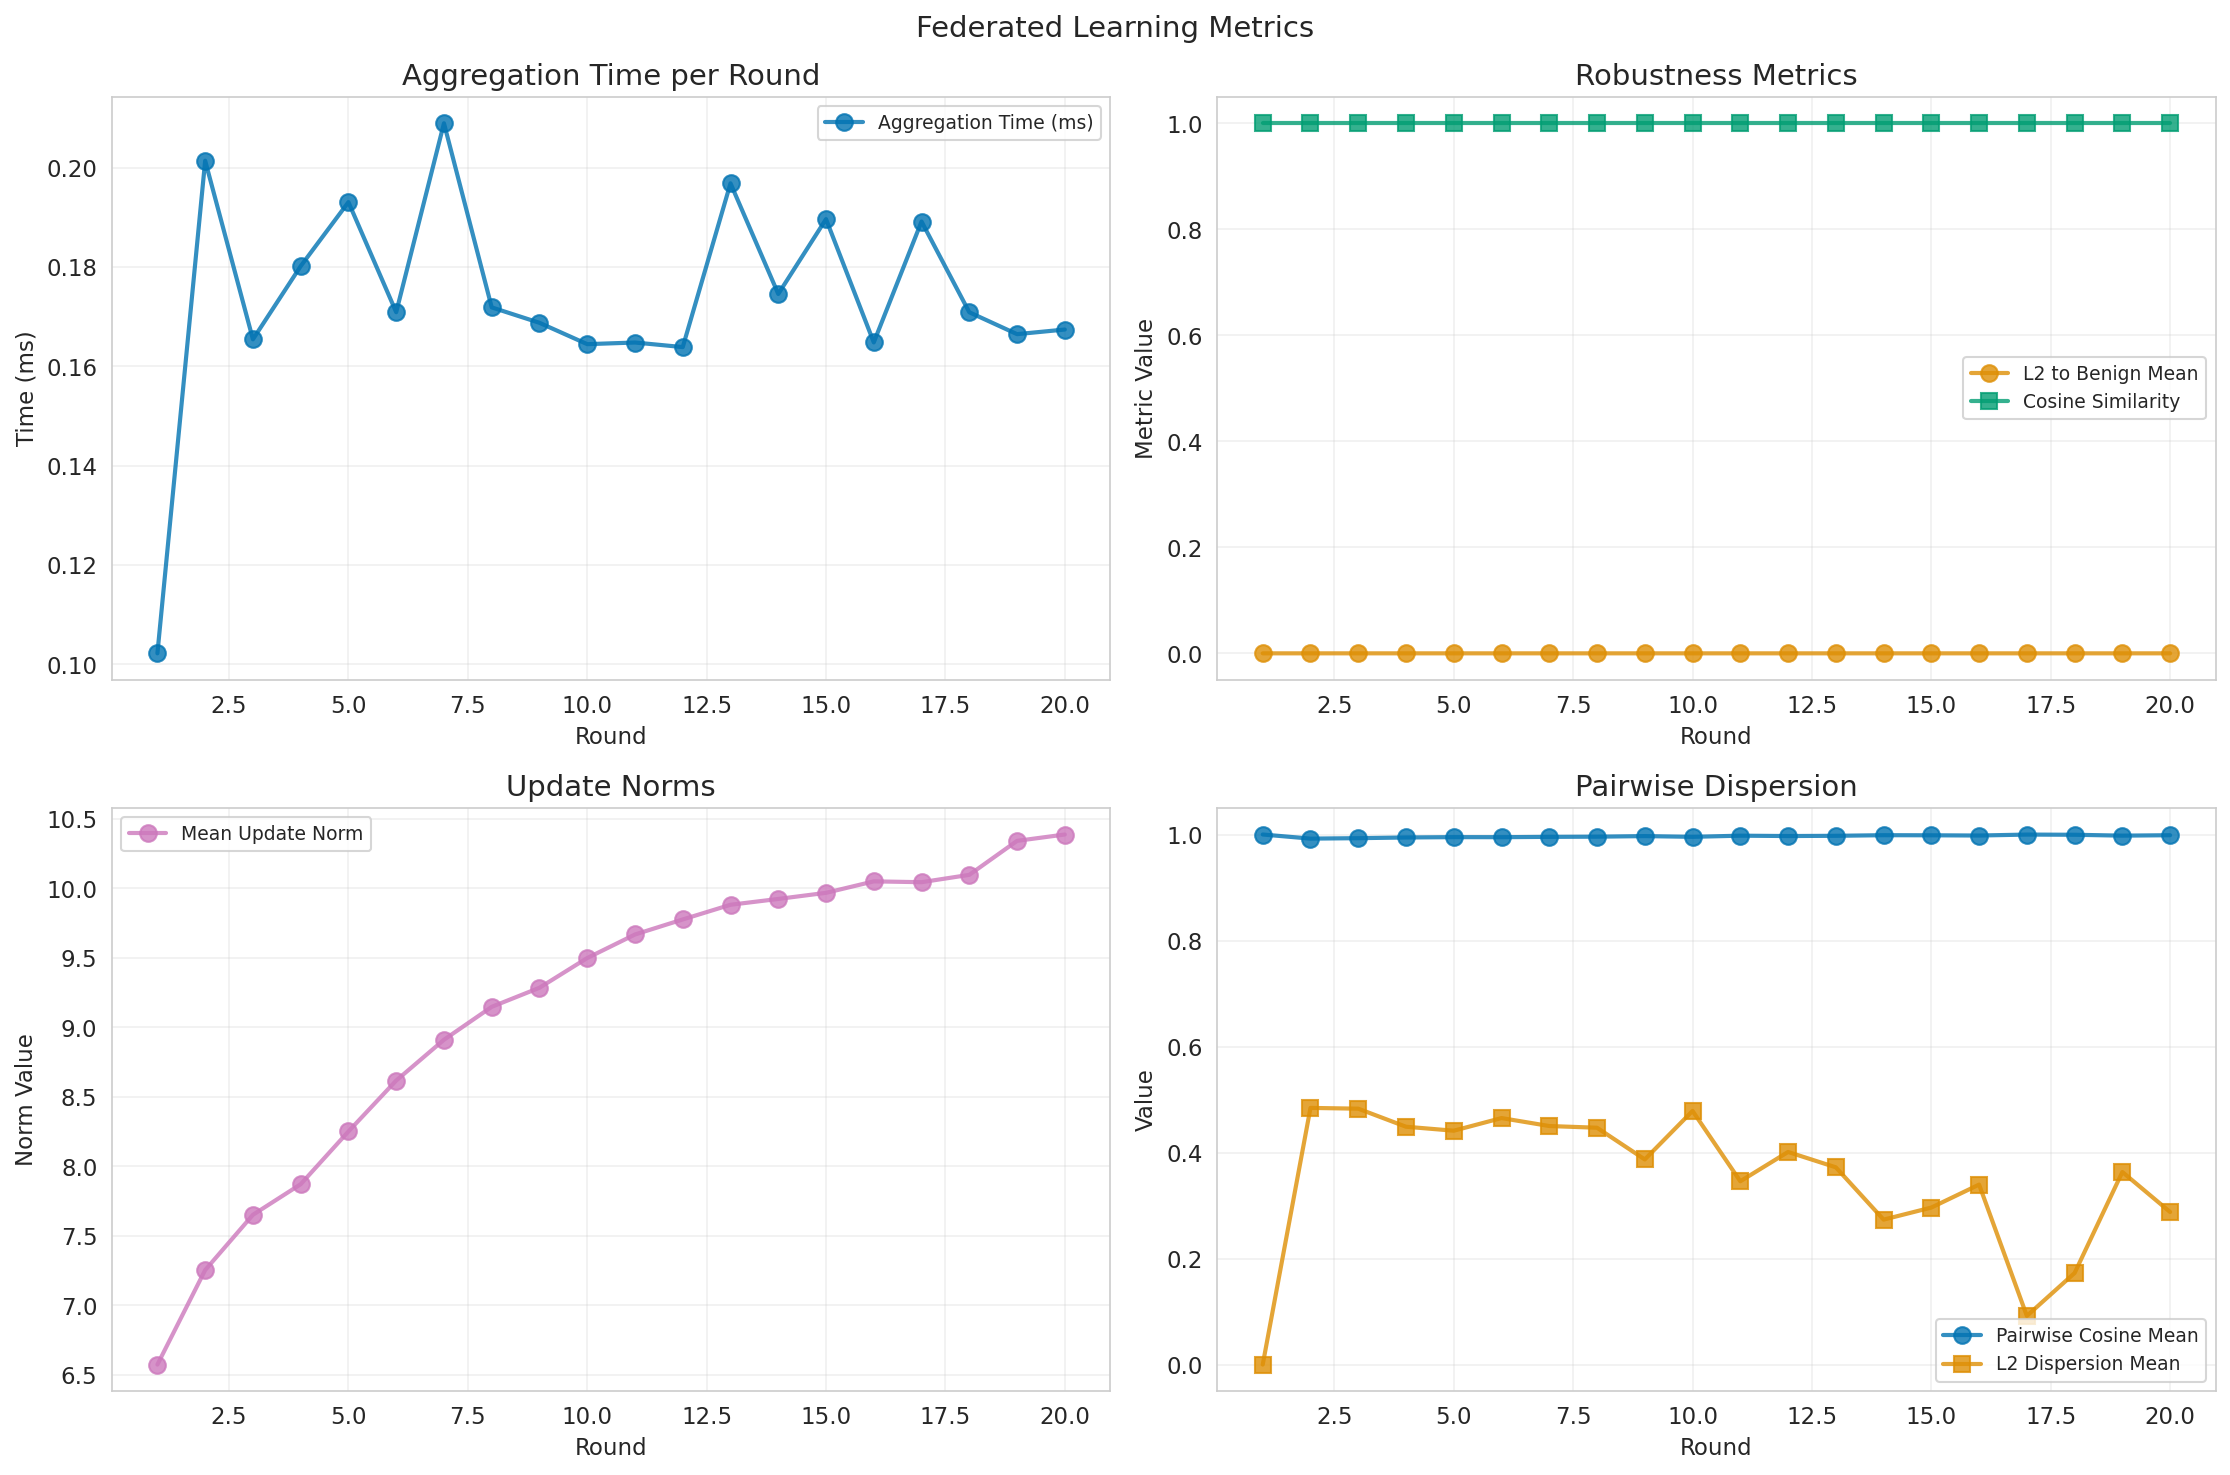 Federated Learning Metrics
Aggregation Time per Round
Aggregation Time (ms)
Time (ms)
0.20
0.18
0.16
0.14
0.12
0.10
2.5 5.0 7.5 10.0 12.5 15.0 17.5 20.0
Round
Robustness Metrics
L2 to Benign Mean
Cosine Similarity
Metric Value
1.0
0.8
0.6
0.4
0.2
0.0
2.5 5.0 7.5 10.0 12.5 15.0 17.5 20.0
Round
Update Norms
Mean Update Norm
Norm Value
10.5
10.0
9.5
9.0
8.5
8.0
7.5
7.0
6.5
2.5 5.0 7.5 10.0 12.5 15.0 17.5 20.0
Round
Pairwise Dispersion
Value
1.0
0.8
0.6
0.4
0.2
0.0
Pairwise Cosine Mean
L2 Dispersion Mean
2.5 5.0 7.5 10.0 12.5 15.0 17.5 20.0
Round